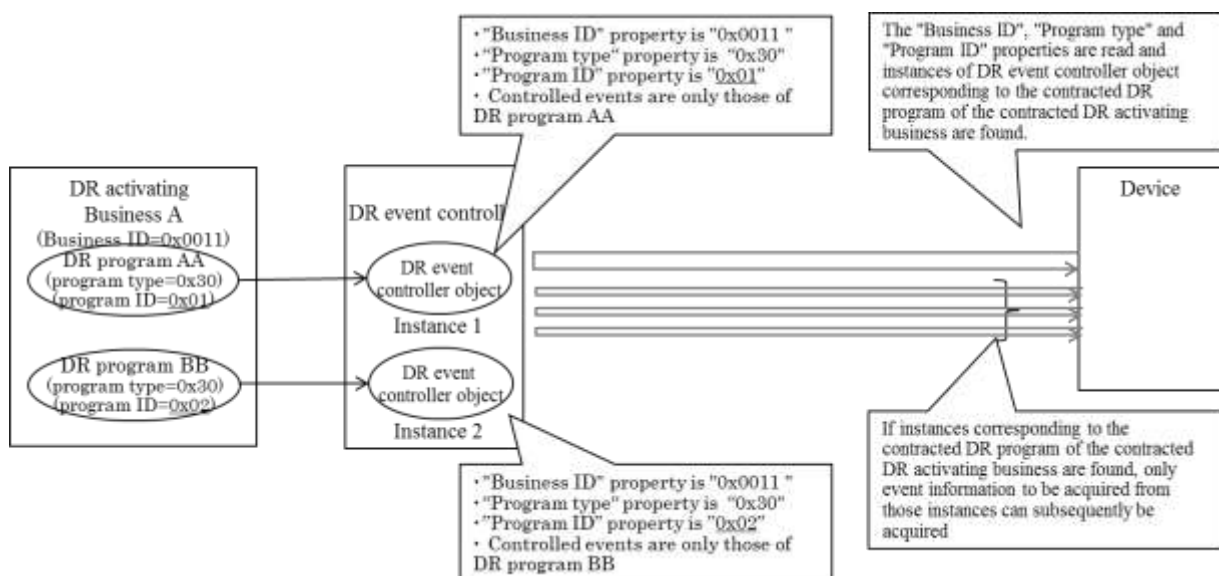 •"Business ID" property is "0x0011 "
•"Program type" property is "0x30"
•"Program ID" property is "0x01"
• Controlled events are only those of
DR program AA
The "Business ID", "Program type" and
"Program ID" properties are read and
instances of DR event controller object
corresponding to the contracted DR
program of the contracted DR activating
business are found.
DR activating
Business A
(Business ID=0x0011)
DR program AA
(program type=0x30)
(program ID=0x01)
DR program BB
(program type=0x30)
(program ID=0x02)
DR event controll
DR event
controller object
Instance 1
DR event
controller object
Instance 2
Device
•"Business ID" property is "0x0011 "
•"Program type" property is "0x30"
•"Program ID" property is "0x02"
• Controlled events are only those of
DR program BB
If instances corresponding to the
contracted DR program of the contracted
DR activating business are found, only
event information to be acquired from
those instances can subsequently be
acquired